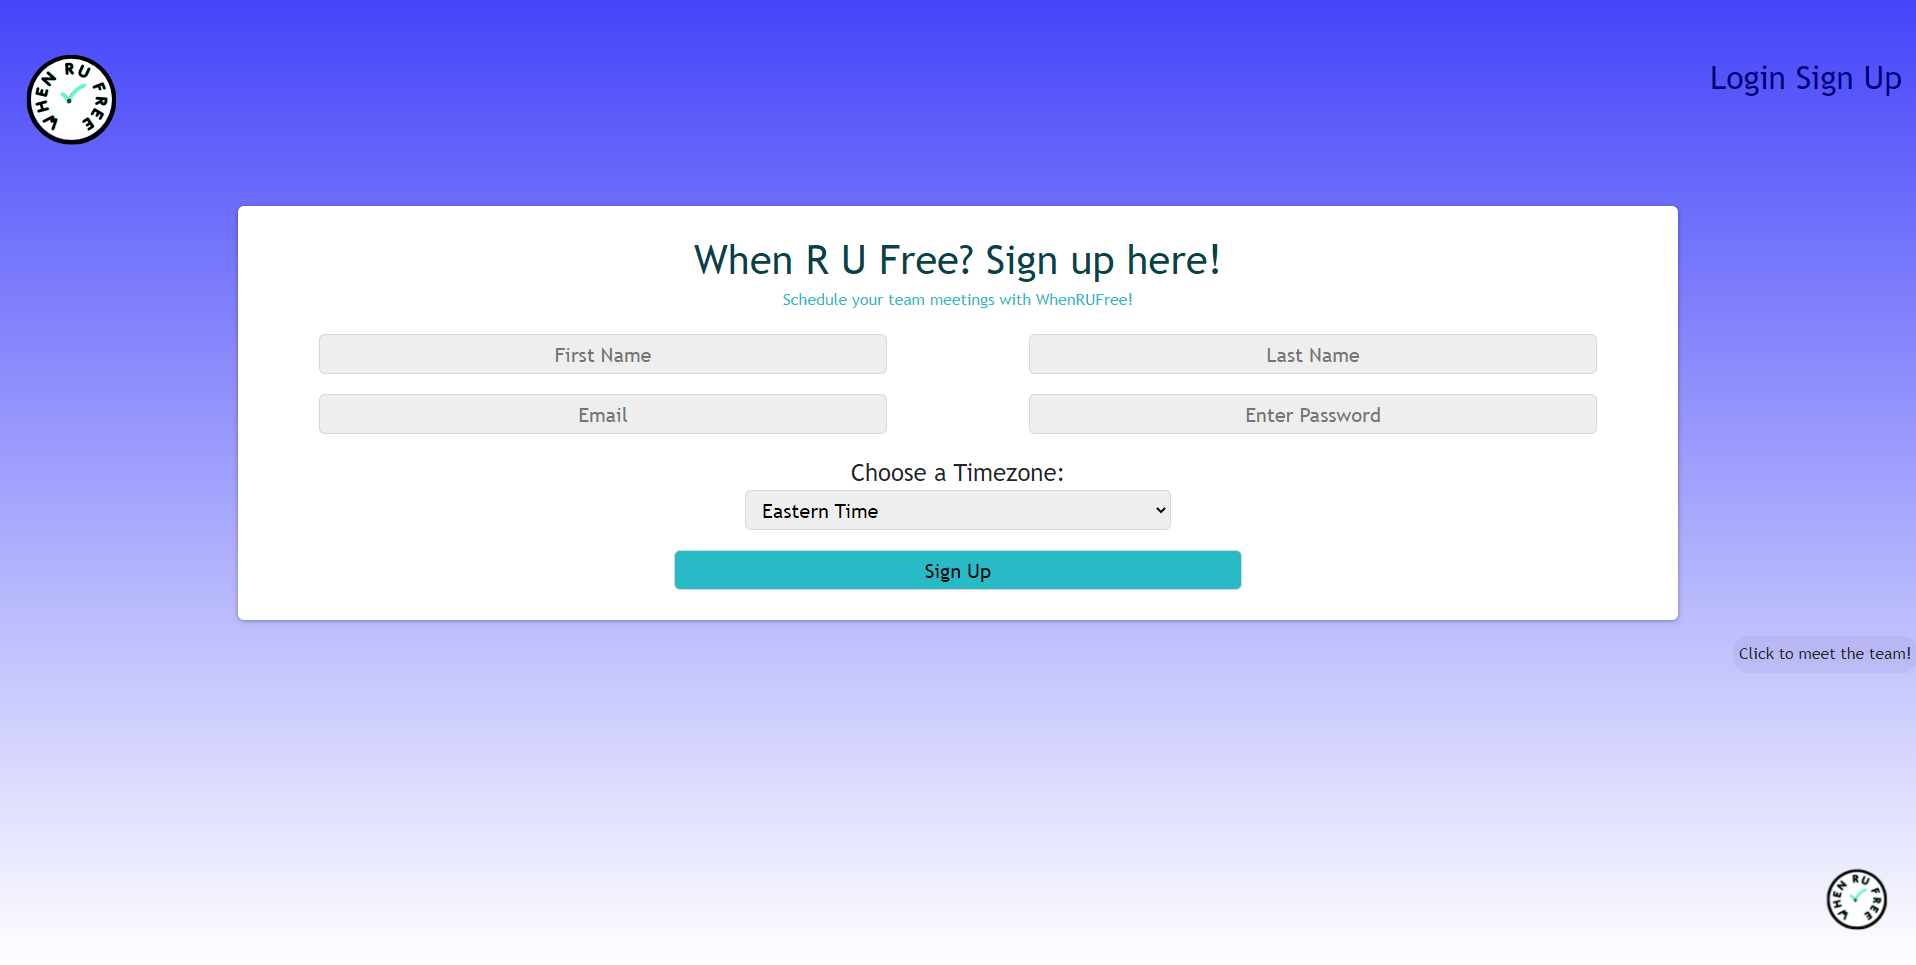 WHEN RU FREE
Login Sign Up
When R U Free? Sign up here!
Schedule your team meetings with WhenRUFree!
First Name
Last Name
Email
Enter Password
Choose a Timezone:
Eastern Time
Sign Up
Click to meet the team!
WHEN RU FREE